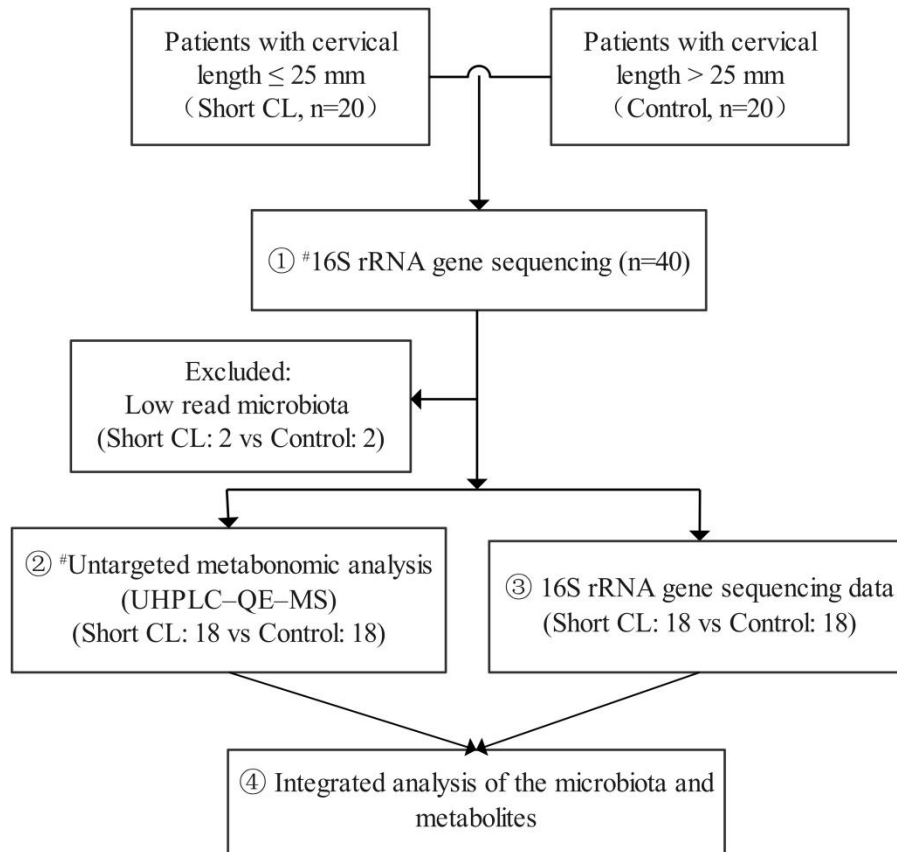 Patients with cervical
length ≤ 25 mm
（Short CL, n=20）
Patients with cervical
length > 25 mm
（Control, n=20）
① #16S rRNA gene sequencing (n=40)
Excluded:
Low read microbiota
(Short CL: 2 vs Control: 2)
② #Untargeted metabonomic analysis
(UHPLC–QE–MS)
(Short CL: 18 vs Control: 18)
③ 16S rRNA gene sequencing data
(Short CL: 18 vs Control: 18)
④ Integrated analysis of the microbiota and
metabolites